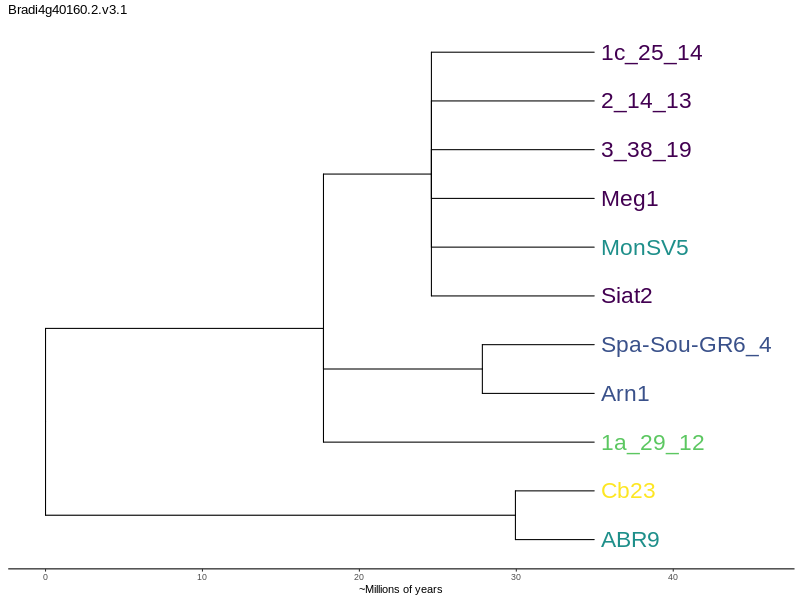 Bradi4g40160.2.v3.1
1c_25_14
2_14_13
3_38_19
Meg1
MonSV5
Siat2
Spa-Sou-GR6_4
Arn1
1a_29_12
Cb23
ABR9
0 10 20 30 40
~Millions of years